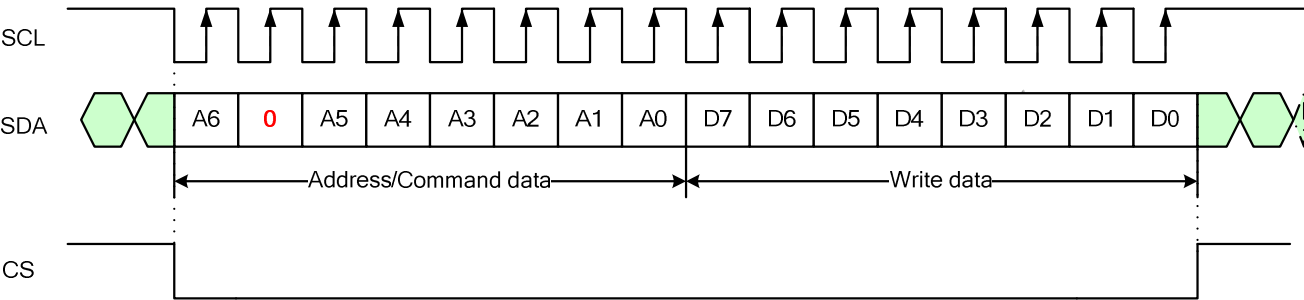 SCL
SDA A6 0 A5 A4 A3 A2 A1 A0 D7 D6 D5 D4 D3 D2 D1 D0
Address/Command data Write data
CS